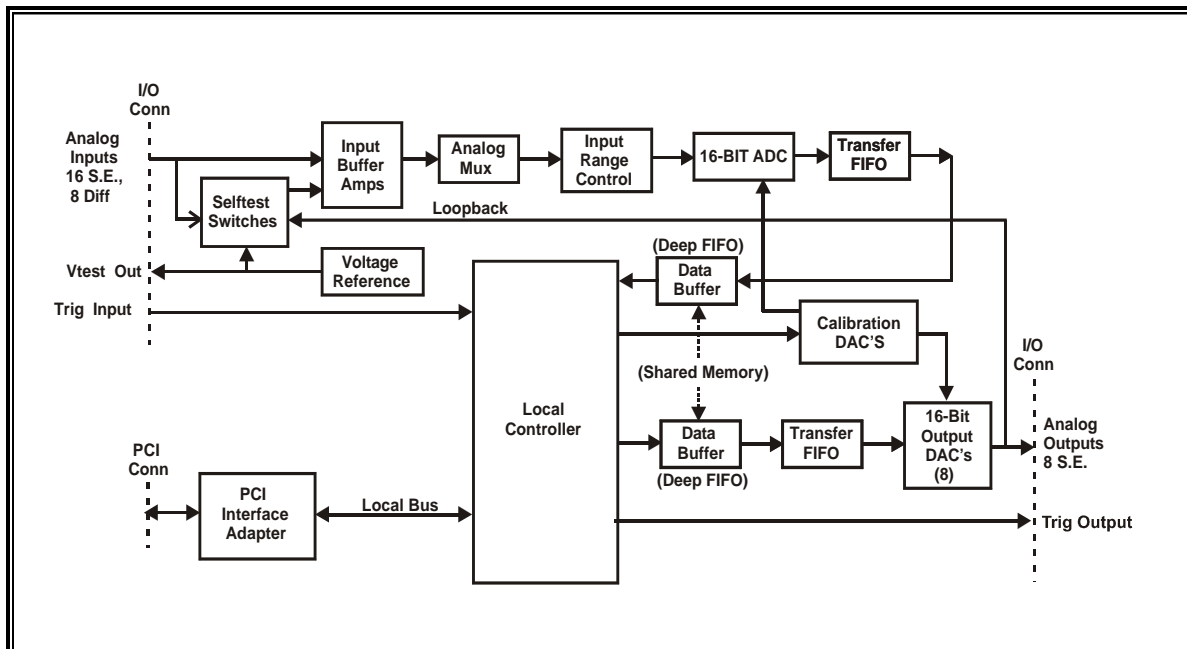 I/O
Conn
Analog
Inputs
16 S.E.,
8 Diff
Input
Buffer
Amps
Analog
Mux
Input
Range
Control
16-BIT ADC
Transfer
FIFO
Selftest
Switches
Loopback
Vtest Out
Voltage
Reference
(Deep FIFO)
Data
Buffer
Trig Input
Calibration
DAC'S
I/O
Conn
(Shared Memory)
Local
Controller
Data
Buffer
(Deep FIFO)
Transfer
FIFO
16-Bit
Output
DAC's
(8)
Analog
Outputs
8 S.E.
PCI
Conn
PCI
Interface
Adapter
Local Bus
Trig Output